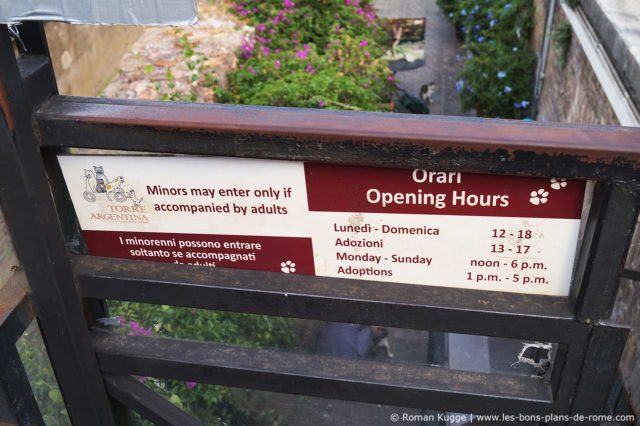 TORRE
ARGENTINA
Minors may enter only if
accompanied by adults
I minorenni possono entrare
soltanto se accompagnati
da adulti
Orari
Opening Hours
Lunedì - Domenica 12 - 18
Adozioni 13 - 17
Monday - Sunday noon - 6 p.m.
Adoptions 1 p.m. - 5 p.m.
© Roman Kugge | www.les-bons-plans-de-rome.com